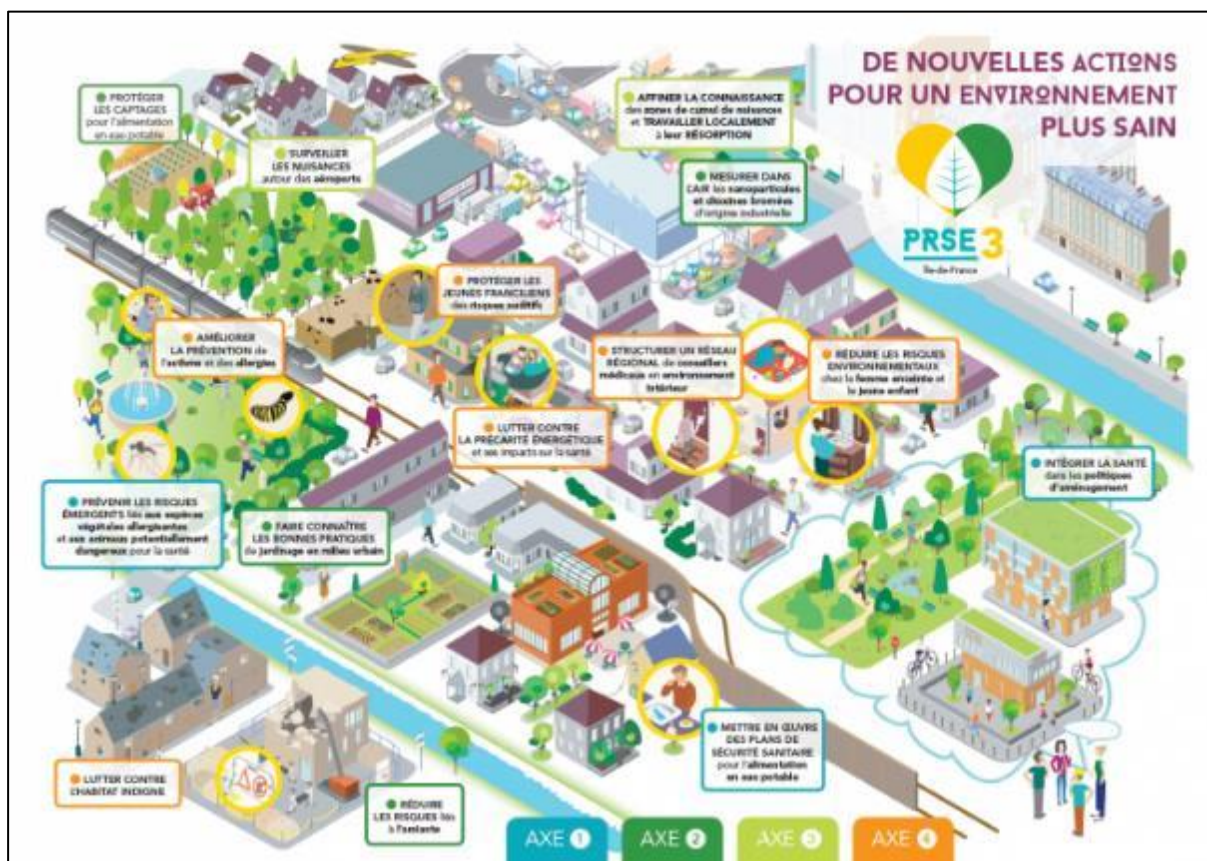 DE NOUVELLES ACTIONS
POUR UN ENVIRONNEMENT
PLUS SAIN
PRSE 3
Île-de-France
PROTÉGER
LES CAPTAGES
pour l'alimentation
en eau potable
SURVEILLER
LES NUISANCES
autour des aéroports
AFFINER LA CONNAISSANCE
des zones de cumul de nuisances
et TRAVAILLER LOCALEMENT
à leur RÉSORPTION
MESURER DANS
L'AIR les nanoparticules
et dioxines bromées
d'origine industrielle
PROTÉGER LES
JEUNES FRANCILIENS
des risques auditifs
AMÉLIORER
LA PRÉVENTION de
l'asthme et des allergies
STRUCTURER UN RÉSEAU
RÉGIONAL de conseillers
médicaux en environnement
intérieur
RÉDUIRE LES RISQUES
ENVIRONNEMENTAUX
chez la femme enceinte et
le jeune enfant
LUTTER CONTRE
LA PRÉCARITÉ ÉNERGÉTIQUE
et ses impacts sur la santé
INTÉGRER LA SANTÉ
dans les politiques
d'aménagement
PRÉVENIR LES RISQUES
ÉMERGENTS liés aux espèces
végétales allergisantes
et aux animaux potentiellement
dangereux pour la santé
FAIRE CONNAÎTRE
LES BONNES PRATIQUES
de jardinage en milieu urbain
METTRE EN ŒUVRE
DES PLANS DE
SÉCURITÉ SANITAIRE
pour l'alimentation
en eau potable
LUTTER CONTRE
L'HABITAT INDIGNE
RÉDUIRE
LES RISQUES liés
à l'amiante
AXE 1
AXE 2
AXE 3
AXE 4